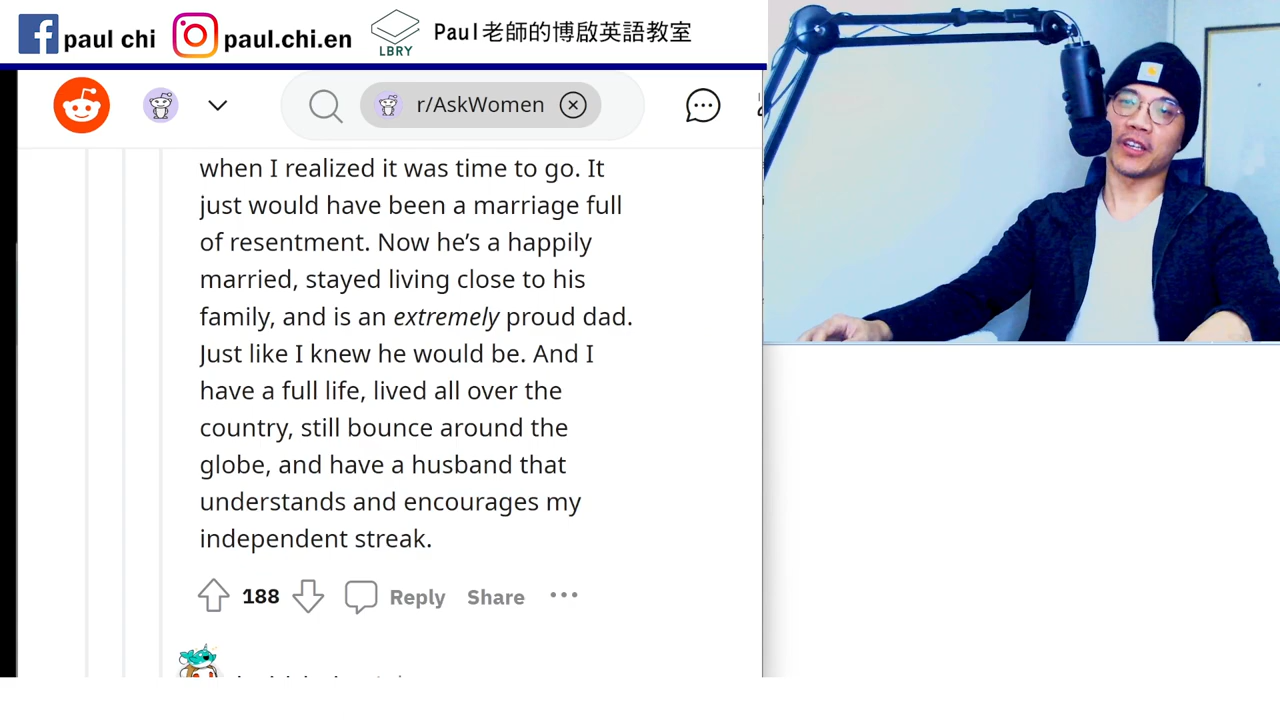 paul chi
paul.chi.en
LBRY
Paul老師的博啟英語教室
r/AskWomen
when I realized it was time to go. It
just would have been a marriage full
of resentment. Now he’s a happily
married, stayed living close to his
family, and is an extremely proud dad.
Just like I knew he would be. And I
have a full life, lived all over the
country, still bounce around the
globe, and have a husband that
understands and encourages my
independent streak.
188
Reply
Share